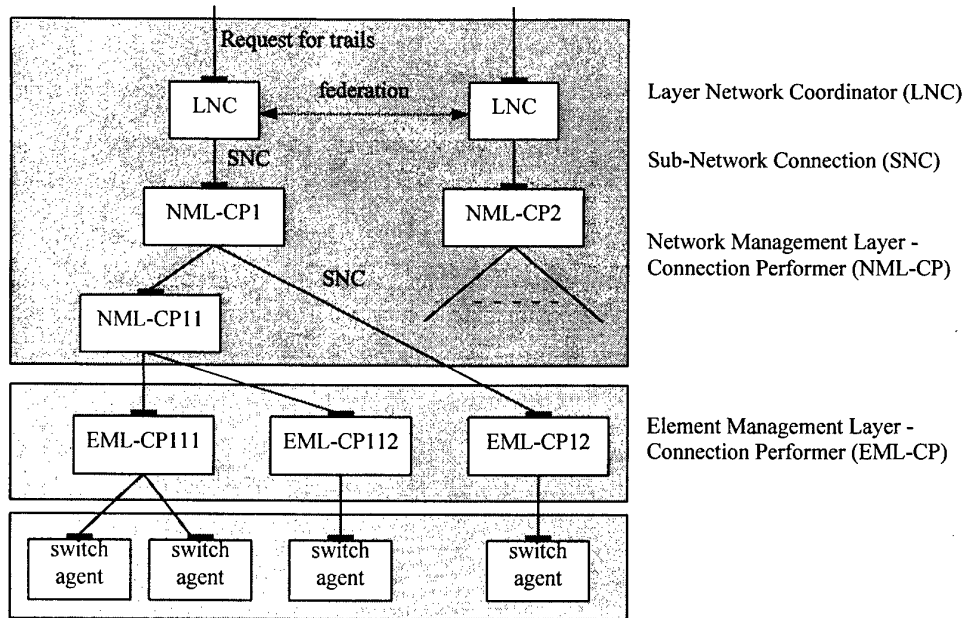 Request for trails
LNC
federation
LNC
Layer Network Coordinator (LNC)
SNC
Sub-Network Connection (SNC)
NML-CP1
NML-CP2
Network Management Layer -
Connection Performer (NML-CP)
SNC
NML-CP11
EML-CP111
EML-CP112
EML-CP12
Element Management Layer -
Connection Performer (EML-CP)
switch
agent
switch
agent
switch
agent
switch
agent